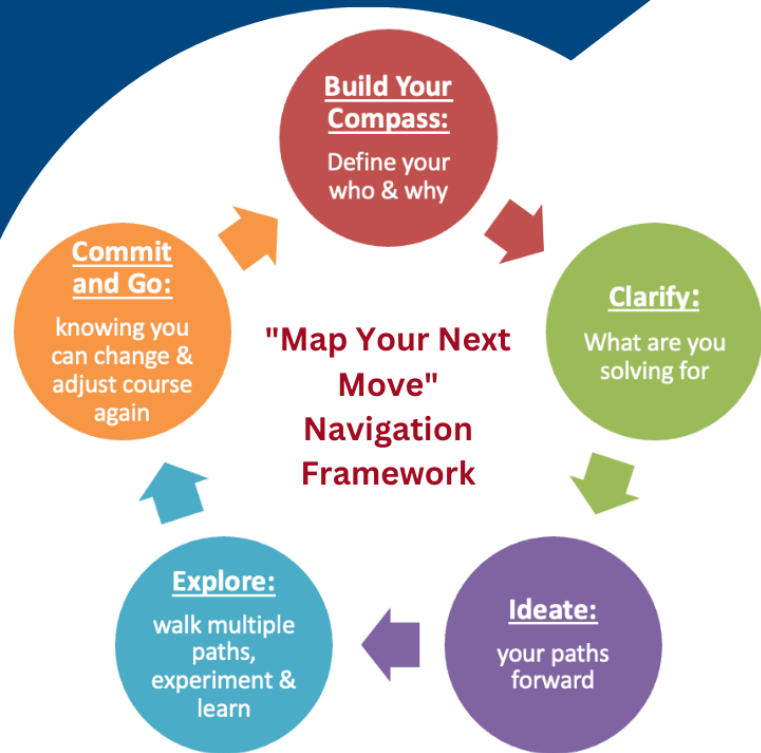 Build Your
Compass:
Define your
who & why
Clarify:
What are you
solving for
Ideate:
your paths
forward
Explore:
walk multiple
paths,
experiment &
learn
Commit
and Go:
knowing you
can change &
adjust course
again
"Map Your Next
Move"
Navigation
Framework